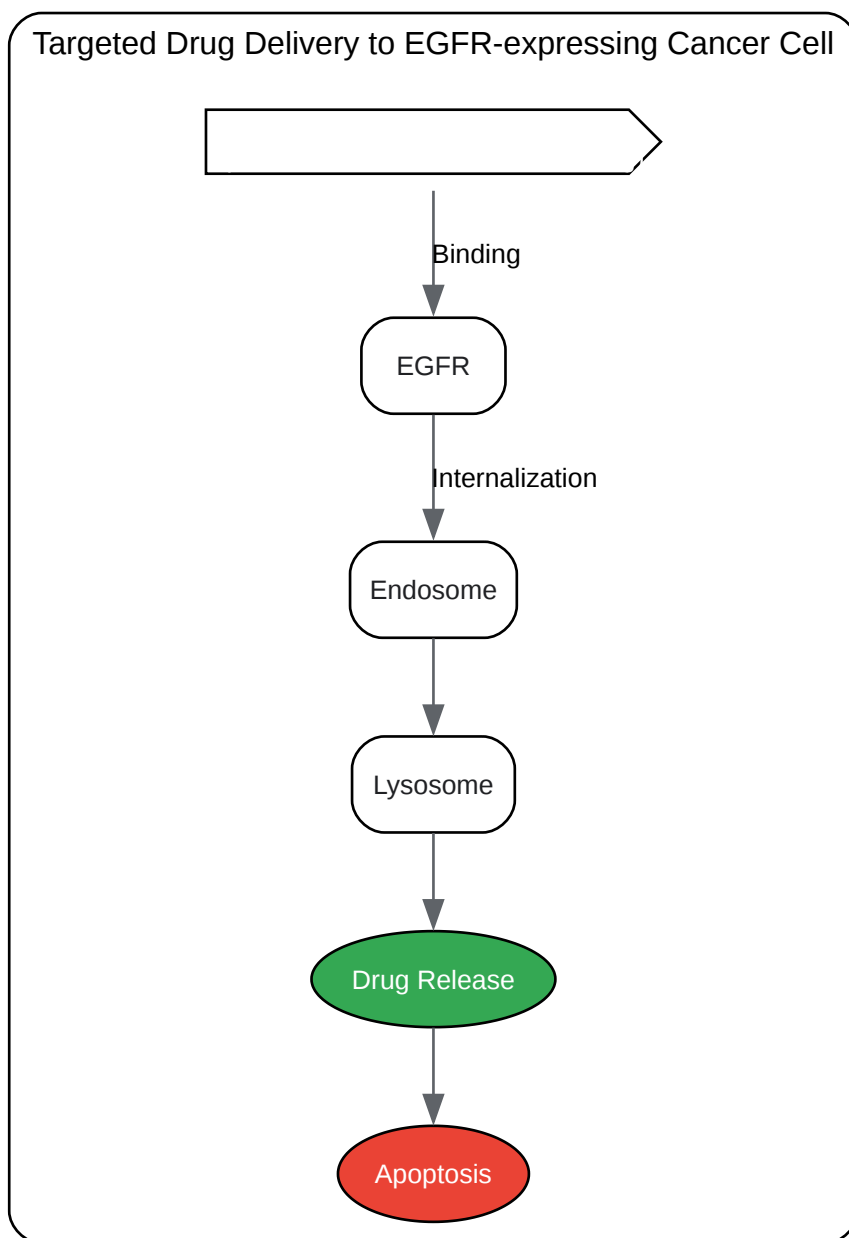 Targeted Drug Delivery to EGFR-expressing Cancer Cell
Binding
EGFR
Internalization
Endosome
Lysosome
Drug Release
Apoptosis